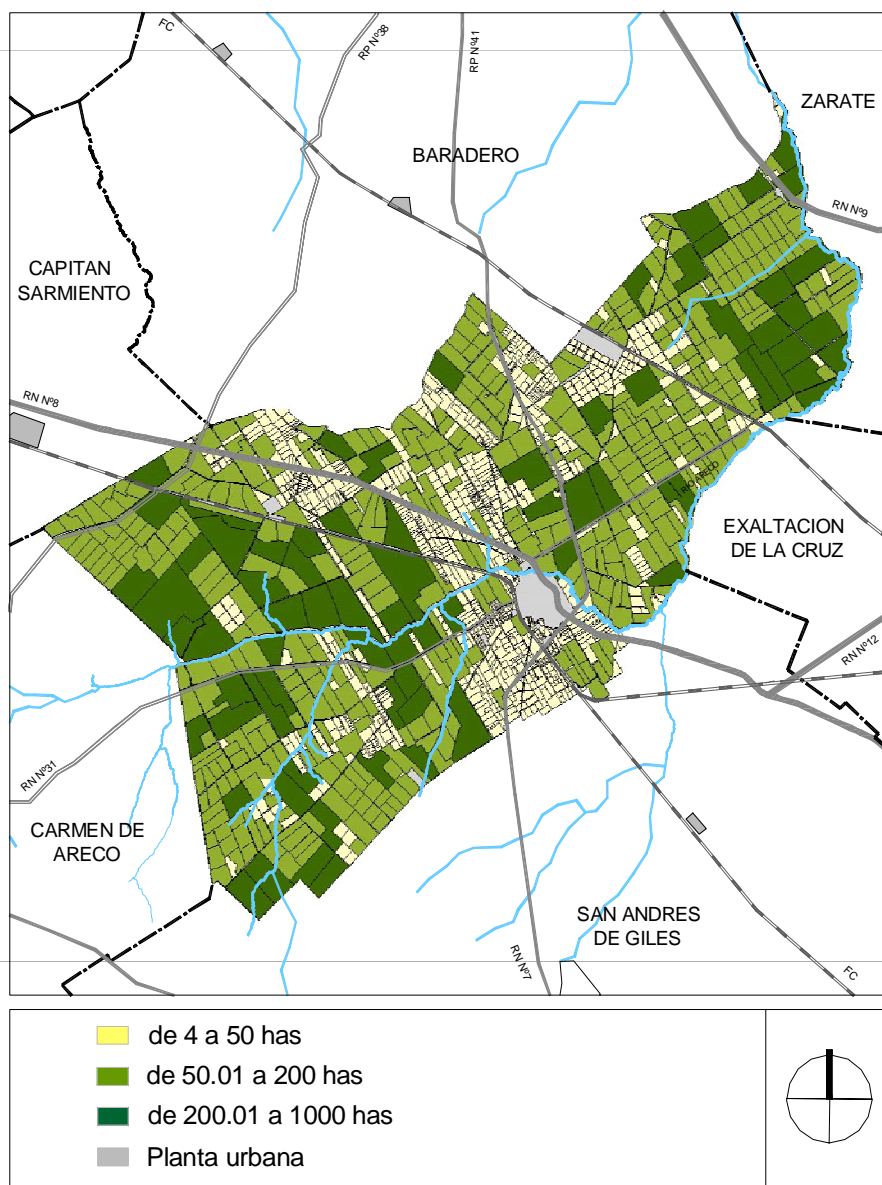 FC
RP Nº38
RP Nº41
ZARATE
BARADERO
RN Nº9
CAPITAN
SARMIENTO
RN Nº8
RIO ARECO
EXALTACION
DE LA CRUZ
RN Nº12
RN Nº31
CARMEN DE
ARECO
SAN ANDRES
DE GILES
RN Nº7
FC
de 4 a 50 has
de 50.01 a 200 has
de 200.01 a 1000 has
Planta urbana